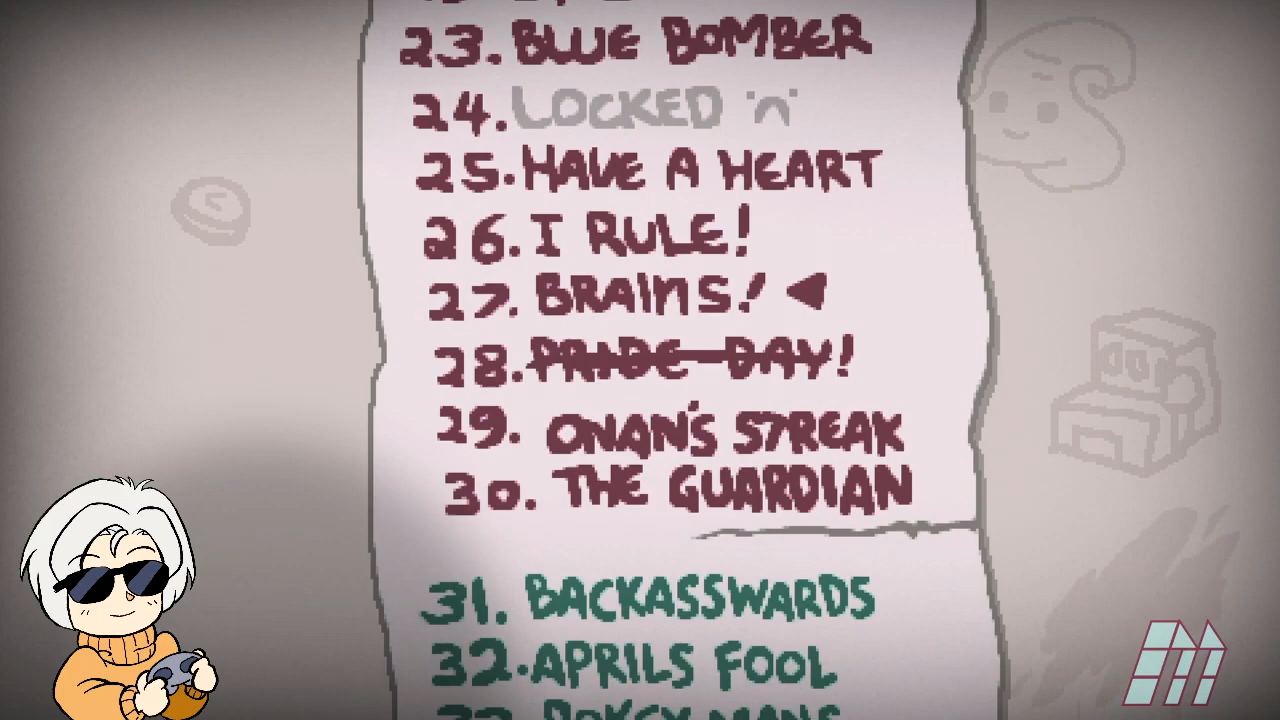 23. BLUE BOMBER
24. LOCKED
25. HAVE A HEART
26. I RULE!
27. BRAINS!
28. PRIDE DAY!
29. ONAN'S STREAK
30. THE GUARDIAN
31. BACKASSWARDS
32. APRILS FOOL